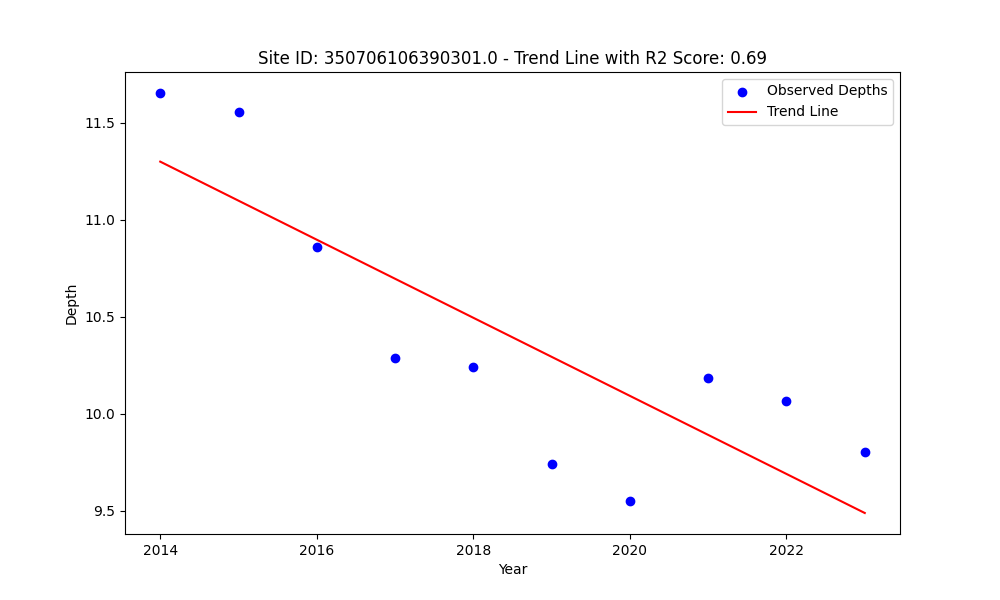 Site ID: 350706106390301.0 - Trend Line with R2 Score: 0.69
Observed Depths
Trend Line
11.5
11.0
10.5
10.0
9.5
Depth
2014
2016
2018
2020
2022
Year